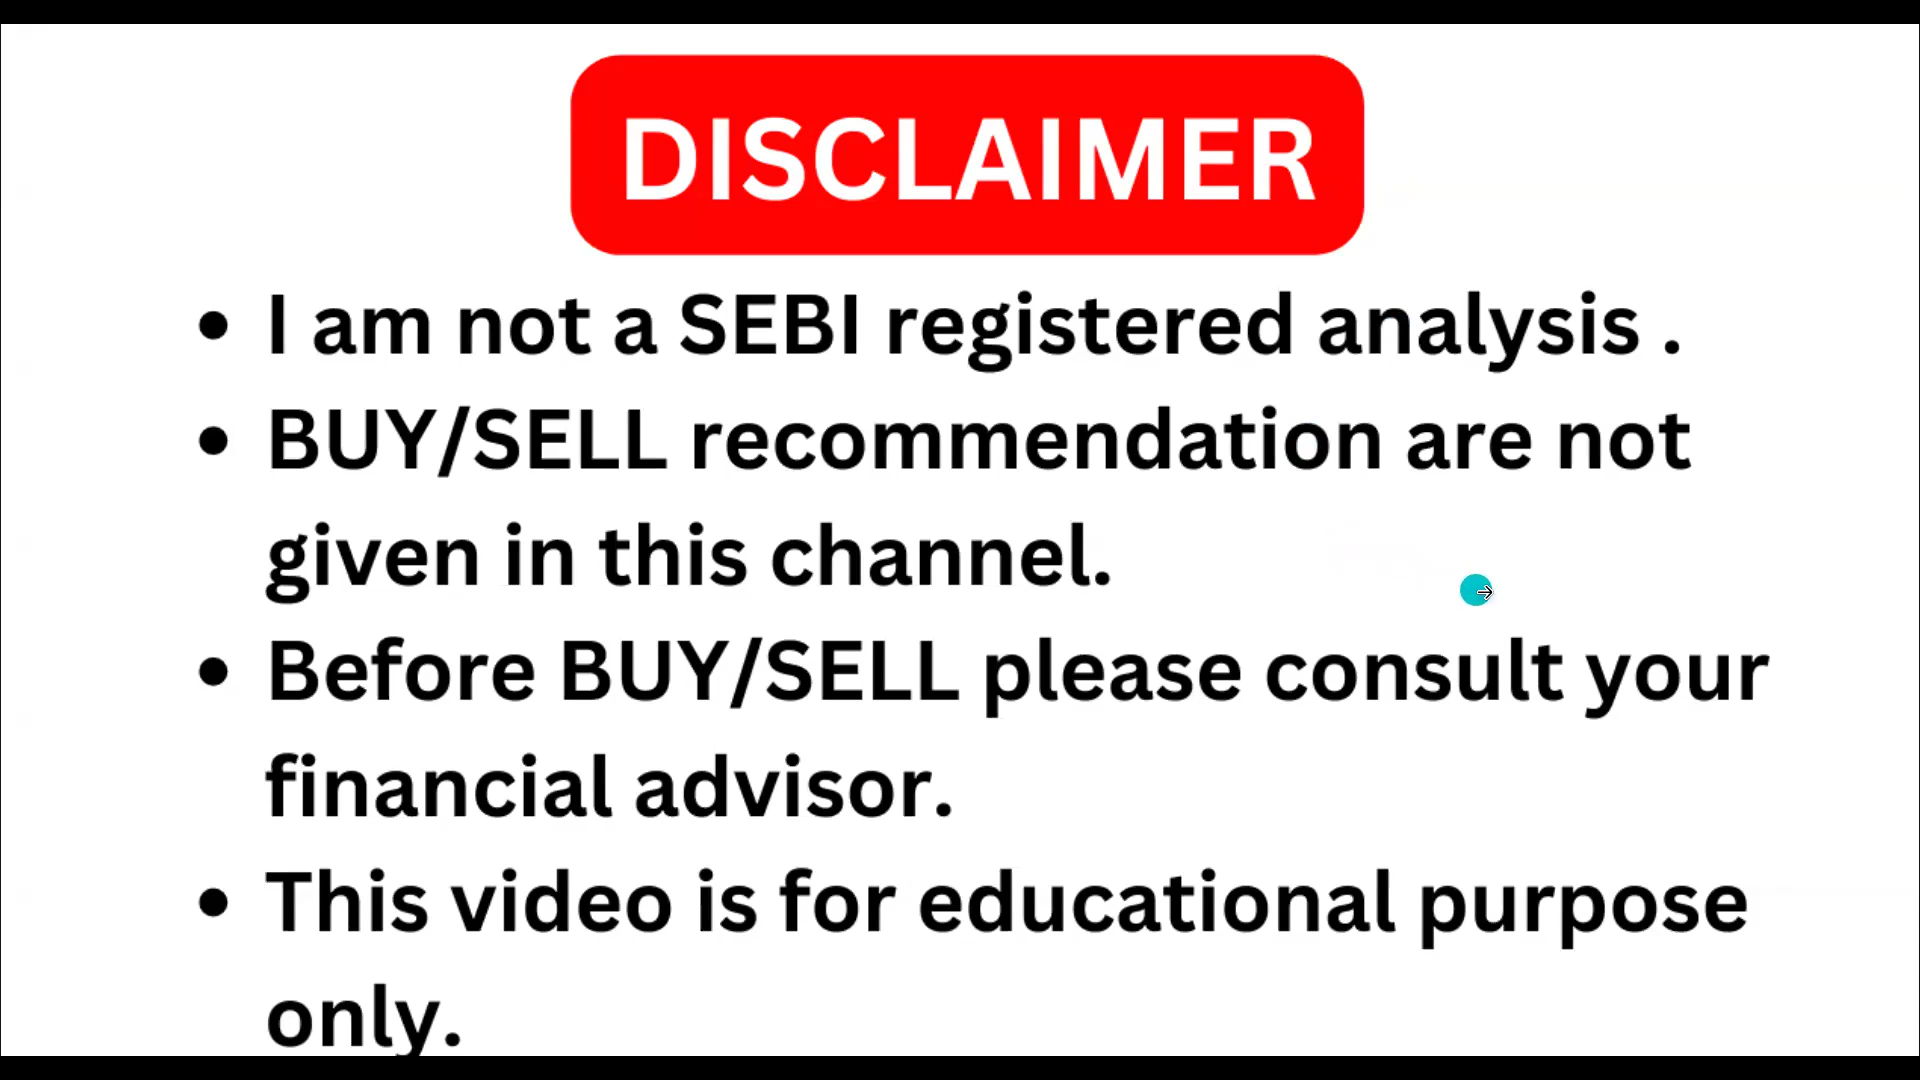 DISCLAIMER
• I am not a SEBI registered analysis .
• BUY/SELL recommendation are not
given in this channel.
• Before BUY/SELL please consult your
financial advisor.
• This video is for educational purpose
only.